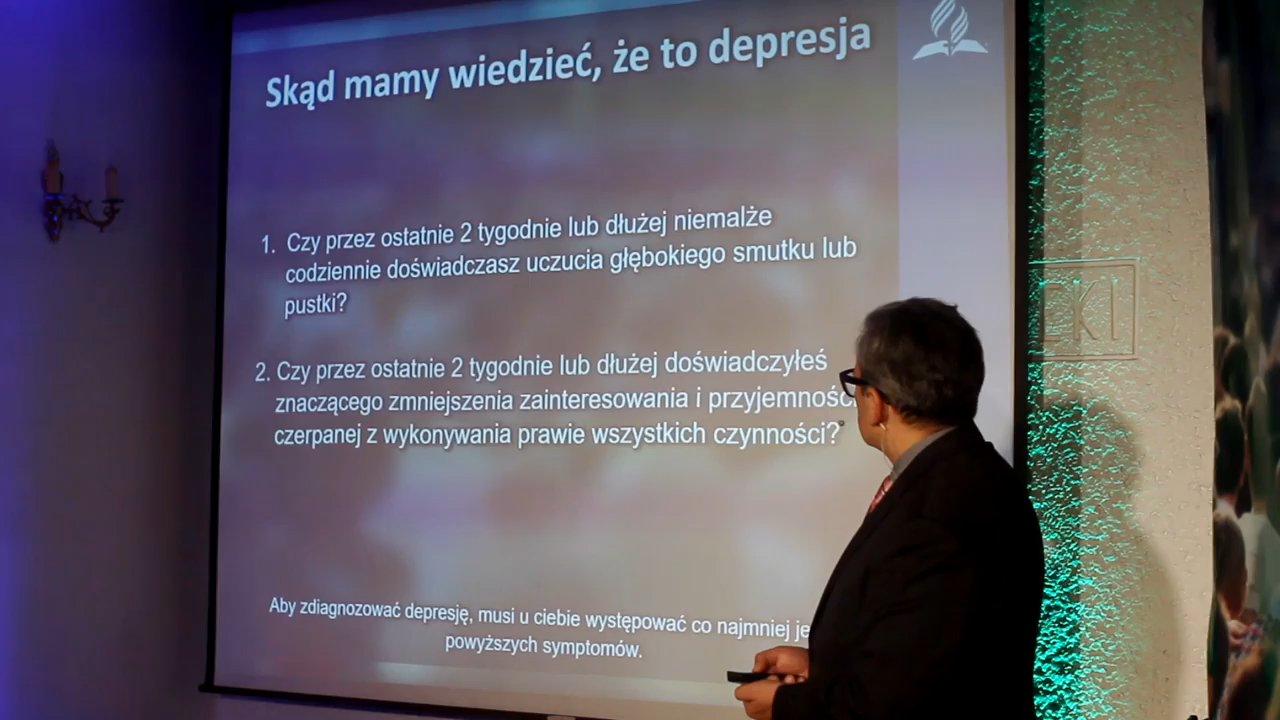 Skąd mamy wiedzieć, że to depresja
1. Czy przez ostatnie 2 tygodnie lub dłużej niemalże
codziennie doświadczasz uczucia głębokiego smutku lub
pustki?
2. Czy przez ostatnie 2 tygodnie lub dłużej doświadczyłeś
znaczącego zmniejszenia zainteresowania i
czerpanej z wykonywania prawie wszystkich czynności?
Aby zdiagnozować depresję, musi u ciebie występować co najmniej
powyższych symptomów.